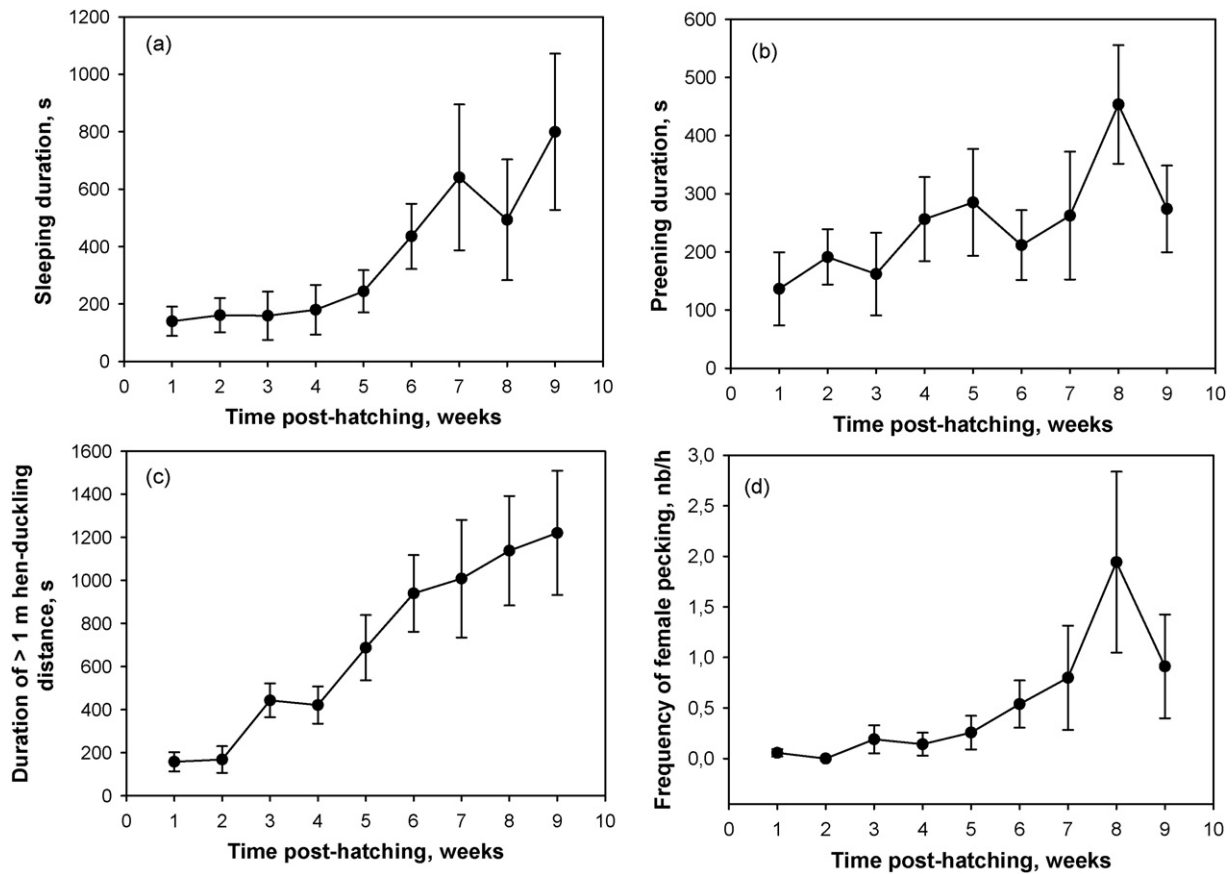 (a)
Sleeping duration, s
1200
1000
800
600
400
200
0
0 1 2 3 4 5 6 7 8 9 10
Time post-hatching, weeks
(b)
Preening duration, s
600
500
400
300
200
100
0
0 1 2 3 4 5 6 7 8 9 10
Time post-hatching, weeks
(c)
Duration of > 1 m hen-duckling
distance, s
1600
1400
1200
1000
800
600
400
200
0
0 1 2 3 4 5 6 7 8 9 10
Time post-hatching, weeks
(d)
Frequency of female pecking, nb/h
3,0
2,5
2,0
1,5
1,0
0,5
0,0
0 1 2 3 4 5 6 7 8 9 10
Time post-hatching, weeks